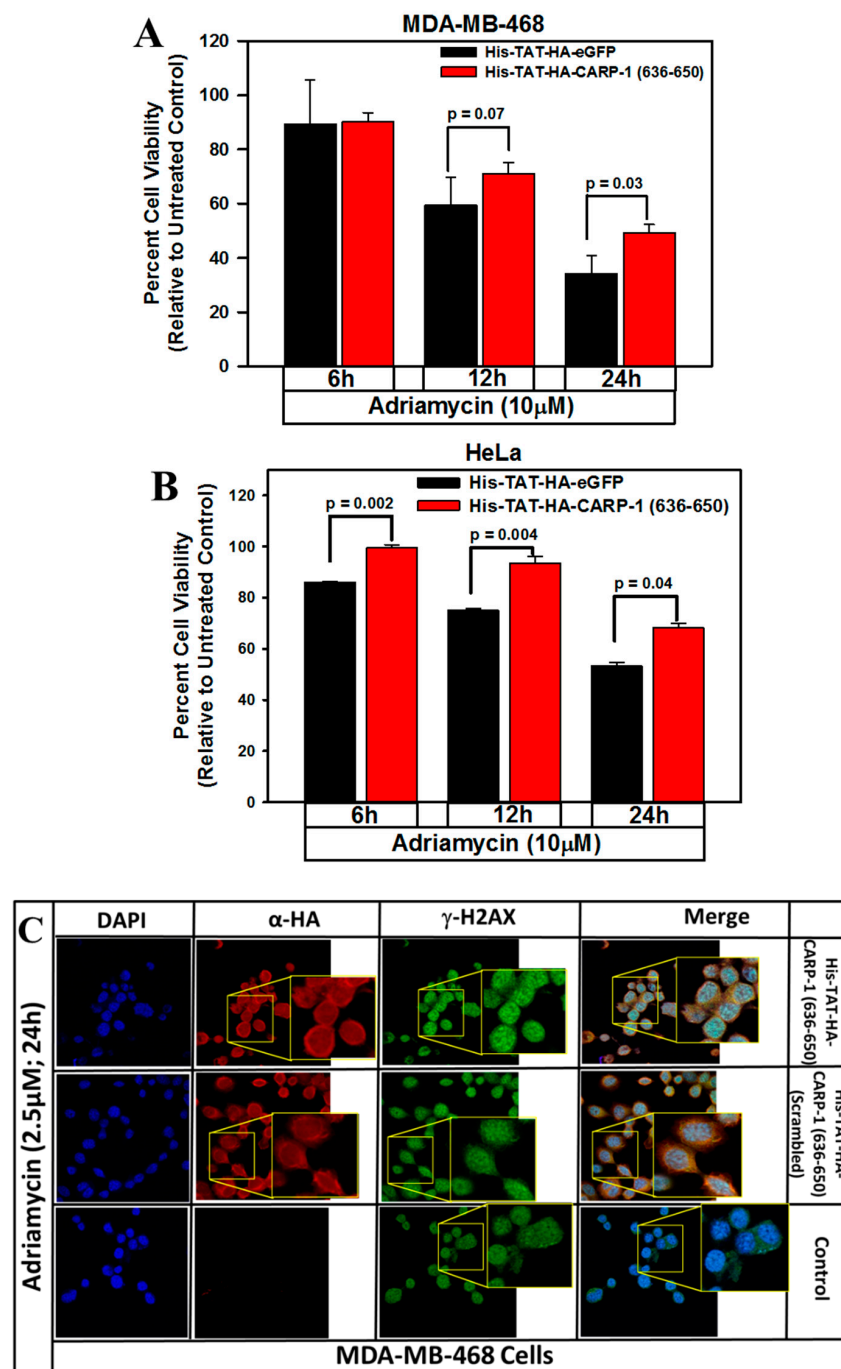 A
MDA-MB-468
His-TAT-HA-eGFP
His-TAT-HA-CARP-1 (636-650)
Percent Cell Viability
(Relative to Untreated Control)
120
100
80
60
40
20
0
p = 0.07
p = 0.03
6h
12h
24h
Adriamycin (10μM)
B
HeLa
His-TAT-HA-eGFP
His-TAT-HA-CARP-1 (636-650)
Percent Cell Viability
(Relative to Untreated Control)
120
100
80
60
40
20
0
p = 0.002
p = 0.004
p = 0.04
6h
12h
24h
Adriamycin (10μM)
C
DAPI
α-HA
γ-H2AX
Merge
Adriamycin (2.5μM; 24h)
His-TAT-HA-
CARP-1 (636-650)
His-TAT-HA-
CARP-1 (636-650)
(Scrambled)
Control
MDA-MB-468 Cells